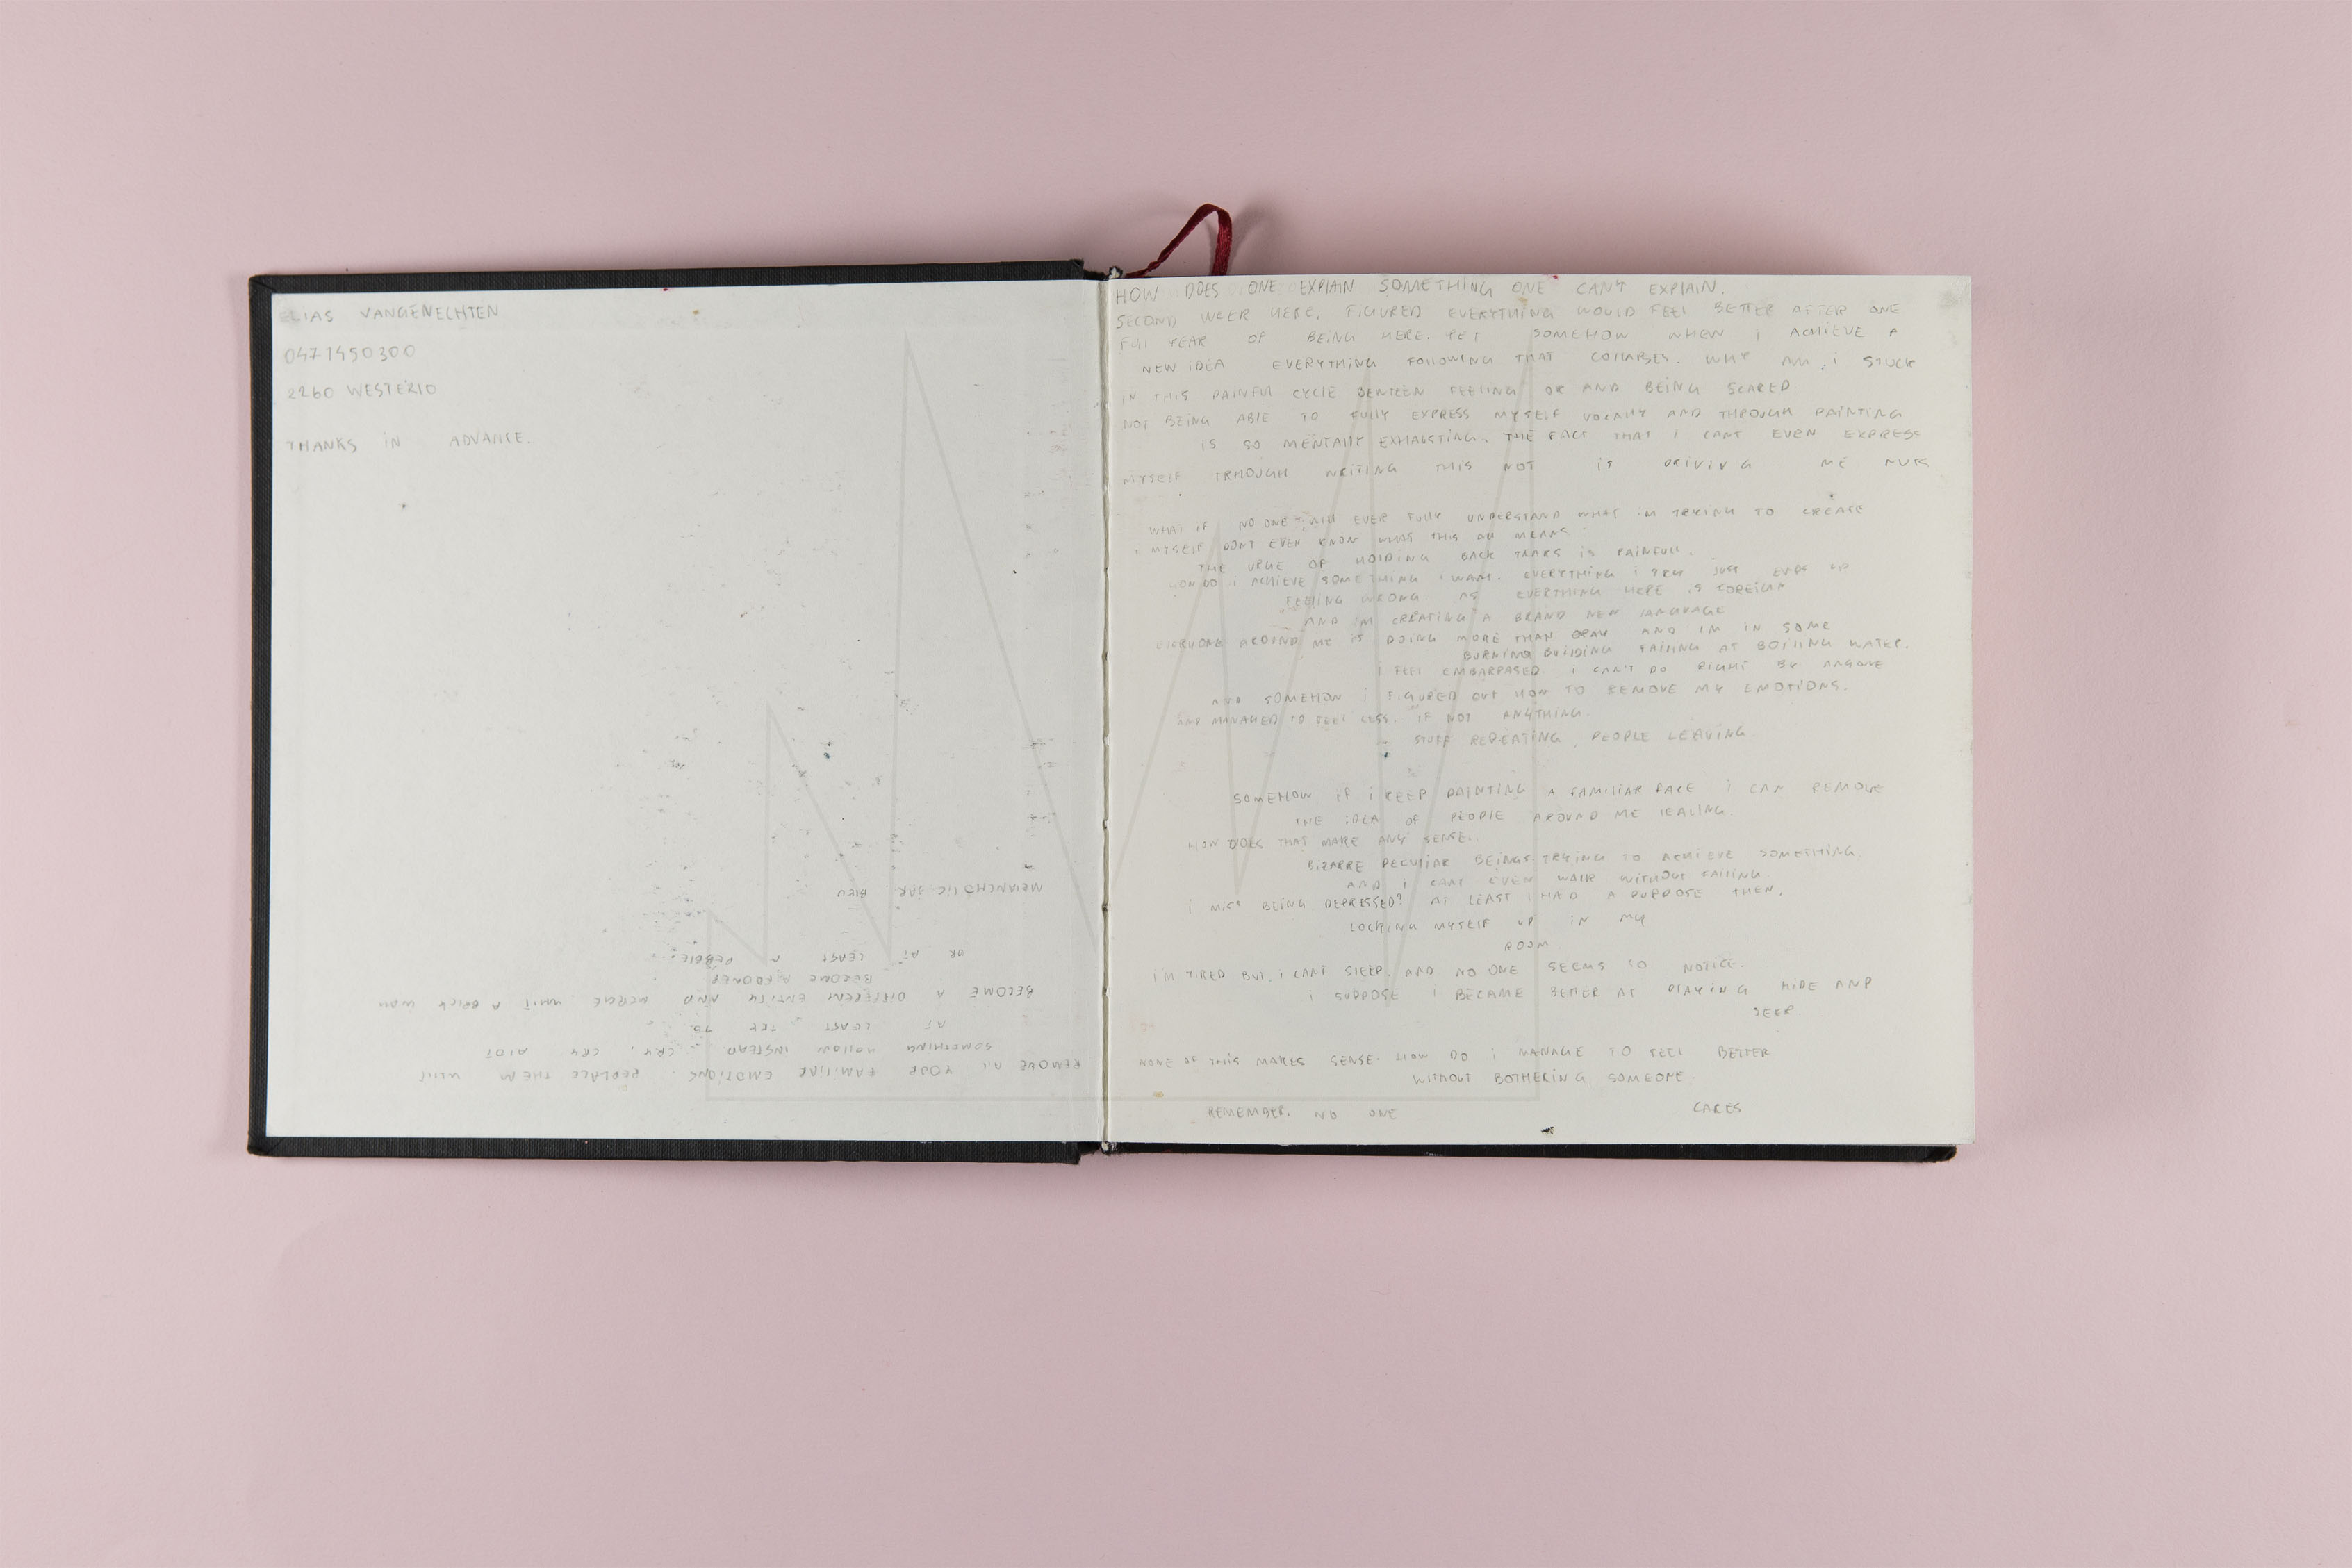 ELIAS VANGENECHTEN
0471450300
2260 WESTERLO
THANKS IN ADVANCE.
REMOVE All YOUR FAMILIAR EMOTIONS. REPLACE THEM WITH
SOMETHING HOLLOW INSTEAD. CRY, CRY ALOT
AT LEAST TRY TO.
BECOME A DIFFERENT ENTITY AND MERGE WITH A BRICK WALL
BECOME A
OR AT LEAST A
MELANCHOLIC BLEU
HOW DOES ONE EXPLAIN SOMETHING ONE CAN'T EXPLAIN.
SECOND WEEK HERE. FIGURED EVERYTHING WOULD FEEL BETTER AFTER ONE
FUll YEAR OF BEING HERE. YET SOMEHOW WHEN i ACHIEVE A
NEW iDEA EVERYTHING FOllOWING THAT COLLAPSES. WHY AM i STUCK
IN THIS PAINFUL CYCLE BETWEEN FEELING OK AND BEING SCARED
NOT BEING ABLE TO FUllY EXPRESS MYSELF VOCALLY AND THROUGH PAINTING
IS SO MENTALLY EXHAUSTING. THE FACT THAT I CANT EVEN EXPRESS
MYSELF TRHOUGH WRITING THIS NOT IS DRIVING ME NUTS
WHAT IF NO ONE WILL EVER FULLY UNDERSTAND WHAT IM TRYING TO CREATE
I MYSELF DONT EVEN KNOW WHAT THIS All MEANS
THE URGE OF HOLDING BACK TEARS IS PAINFULL.
HOW DO i ACHIEVE SOMETHING I WANT. EVERYTHING i TRY JUST ENDS UP
FEELING WRONG AS EVERTHING HERE IS FOREIGN
AND IM CREATING A BRAND NEW LANGUAGE
EVERYONE AROUND ME IS DOING MORE THAN OKAY AND IM IN SOME
BURNING BUILDING FAILING AT BOILING WATER.
I FEEL EMBARRASED. i CAN'T DO RIGHT BY ANYONE
AND SOMEHOW i FIGURED OUT HOW TO REMOVE MY EMOTIONS.
AND MANAGED TO FEEL LESS. IF NOT ANYTHING.
STUFF REPEATING, PEOPLE LEAVING
SOMEHOW IF i KEEP PAINTING A FAMILIAR FACE i CAN REMOVE
THE IDEA OF PEOPLE AROUND ME LEAVING.
HOW DOES THAT MAKE ANY SENSE.
BIZARRE PECULIAR BEINGS TRYING TO ACHIEVE SOMETHING
AND I CANT EVEN WALK WITHOUT FALLING.
i MISS BEING DEPRESSED? AT LEAST I HAD A PURPOSE THEN.
LOCKING MYSELF UP IN MY
ROOM
I'M TIRED BUT i CANT SLEEP. AND NO ONE SEEMS TO NOTICE.
i SUPPOSE i BECAME BETTER AT PLAYING HIDE AND
SEEK
NONE OF THIS MAKES SENSE. HOW DO i MANAGE TO FEEL BETTER
WITHOUT BOTHERING SOMEONE.
REMEMBER, NO ONE CARES